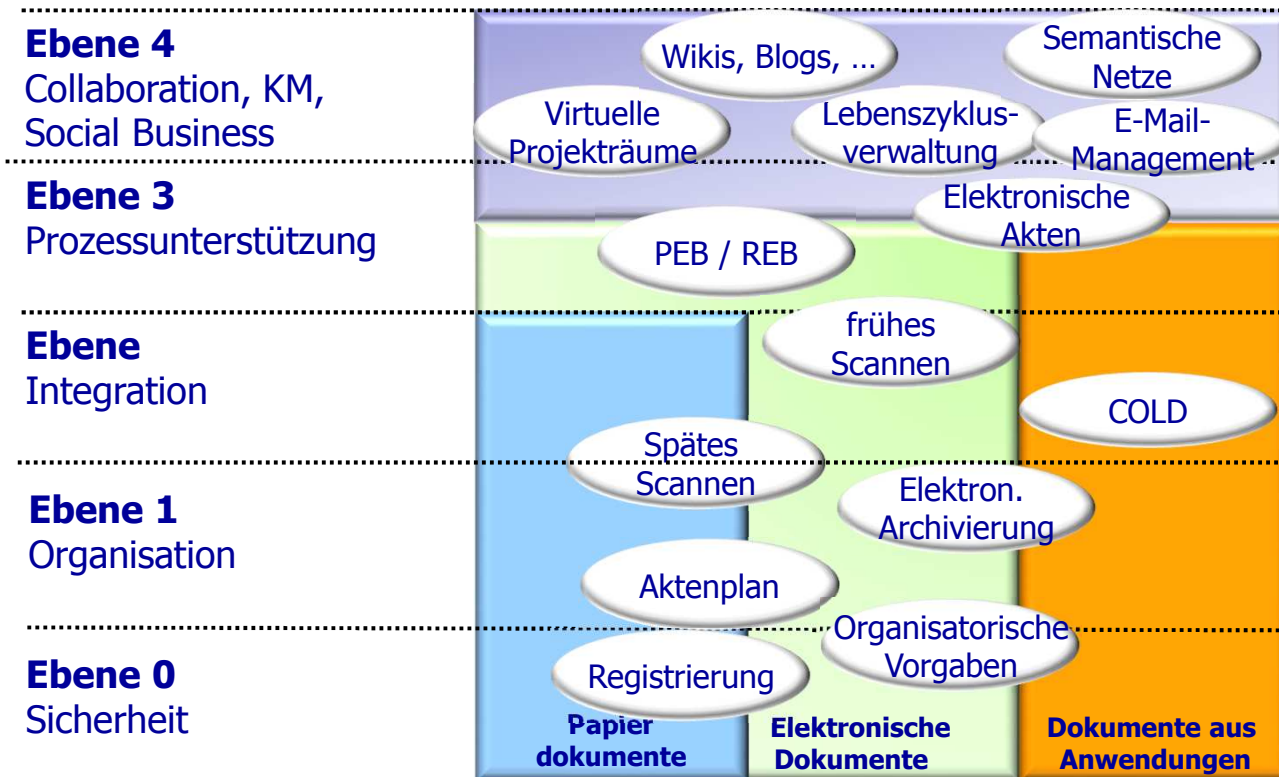 Ebene 4
Collaboration, KM,
Social Business
Wikis, Blogs, ...
Semantische
Netze
Virtuelle
Projekträume
Lebenszyklus-
verwaltung
E-Mail-
Management
Ebene 3
Prozessunterstützung
Elektronische
Akten
PEB / REB
Ebene
Integration
frühes
Scannen
COLD
Spätes
Scannen
Ebene 1
Organisation
Elektron.
Archivierung
Aktenplan
Organisatorische
Vorgaben
Ebene 0
Sicherheit
Registrierung
Papier
dokumente
Elektronische
Dokumente
Dokumente aus
Anwendungen